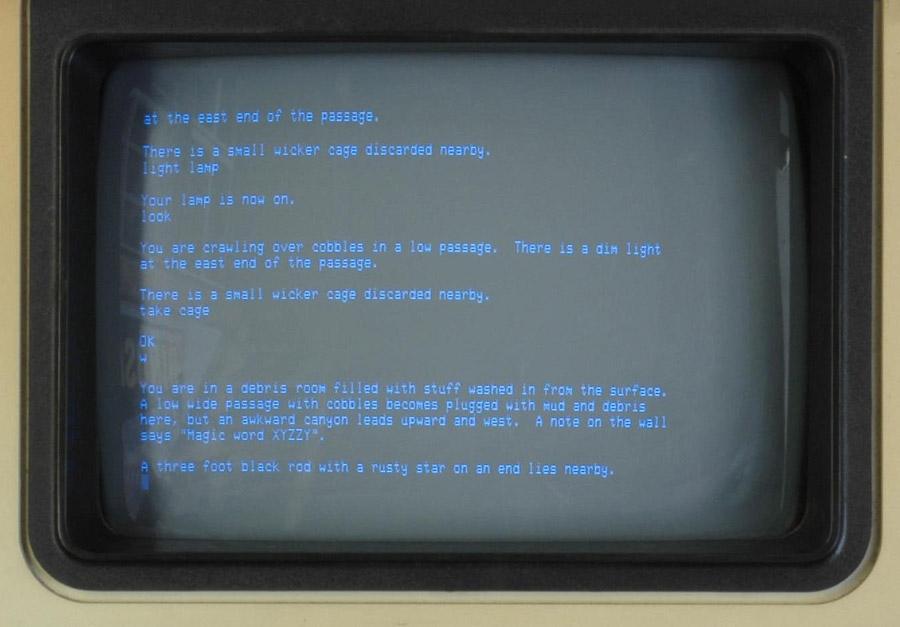 at the east end of the passage.
There is a small wicker cage discarded nearby.
light lamp
Your lamp is now on.
look
You are crawling over cobbles in a low passage.  There is a dim light
at the east end of the passage.
There is a small wicker cage discarded nearby.
take cage
OK
w
You are in a debris room filled with stuff washed in from the surface.
A low wide passage with cobbles becomes plugged with mud and debris
here, but an awkward canyon leads upward and west.  A note on the wall
says "Magic word XYZZY".
A three foot black rod with a rusty star on an end lies nearby.